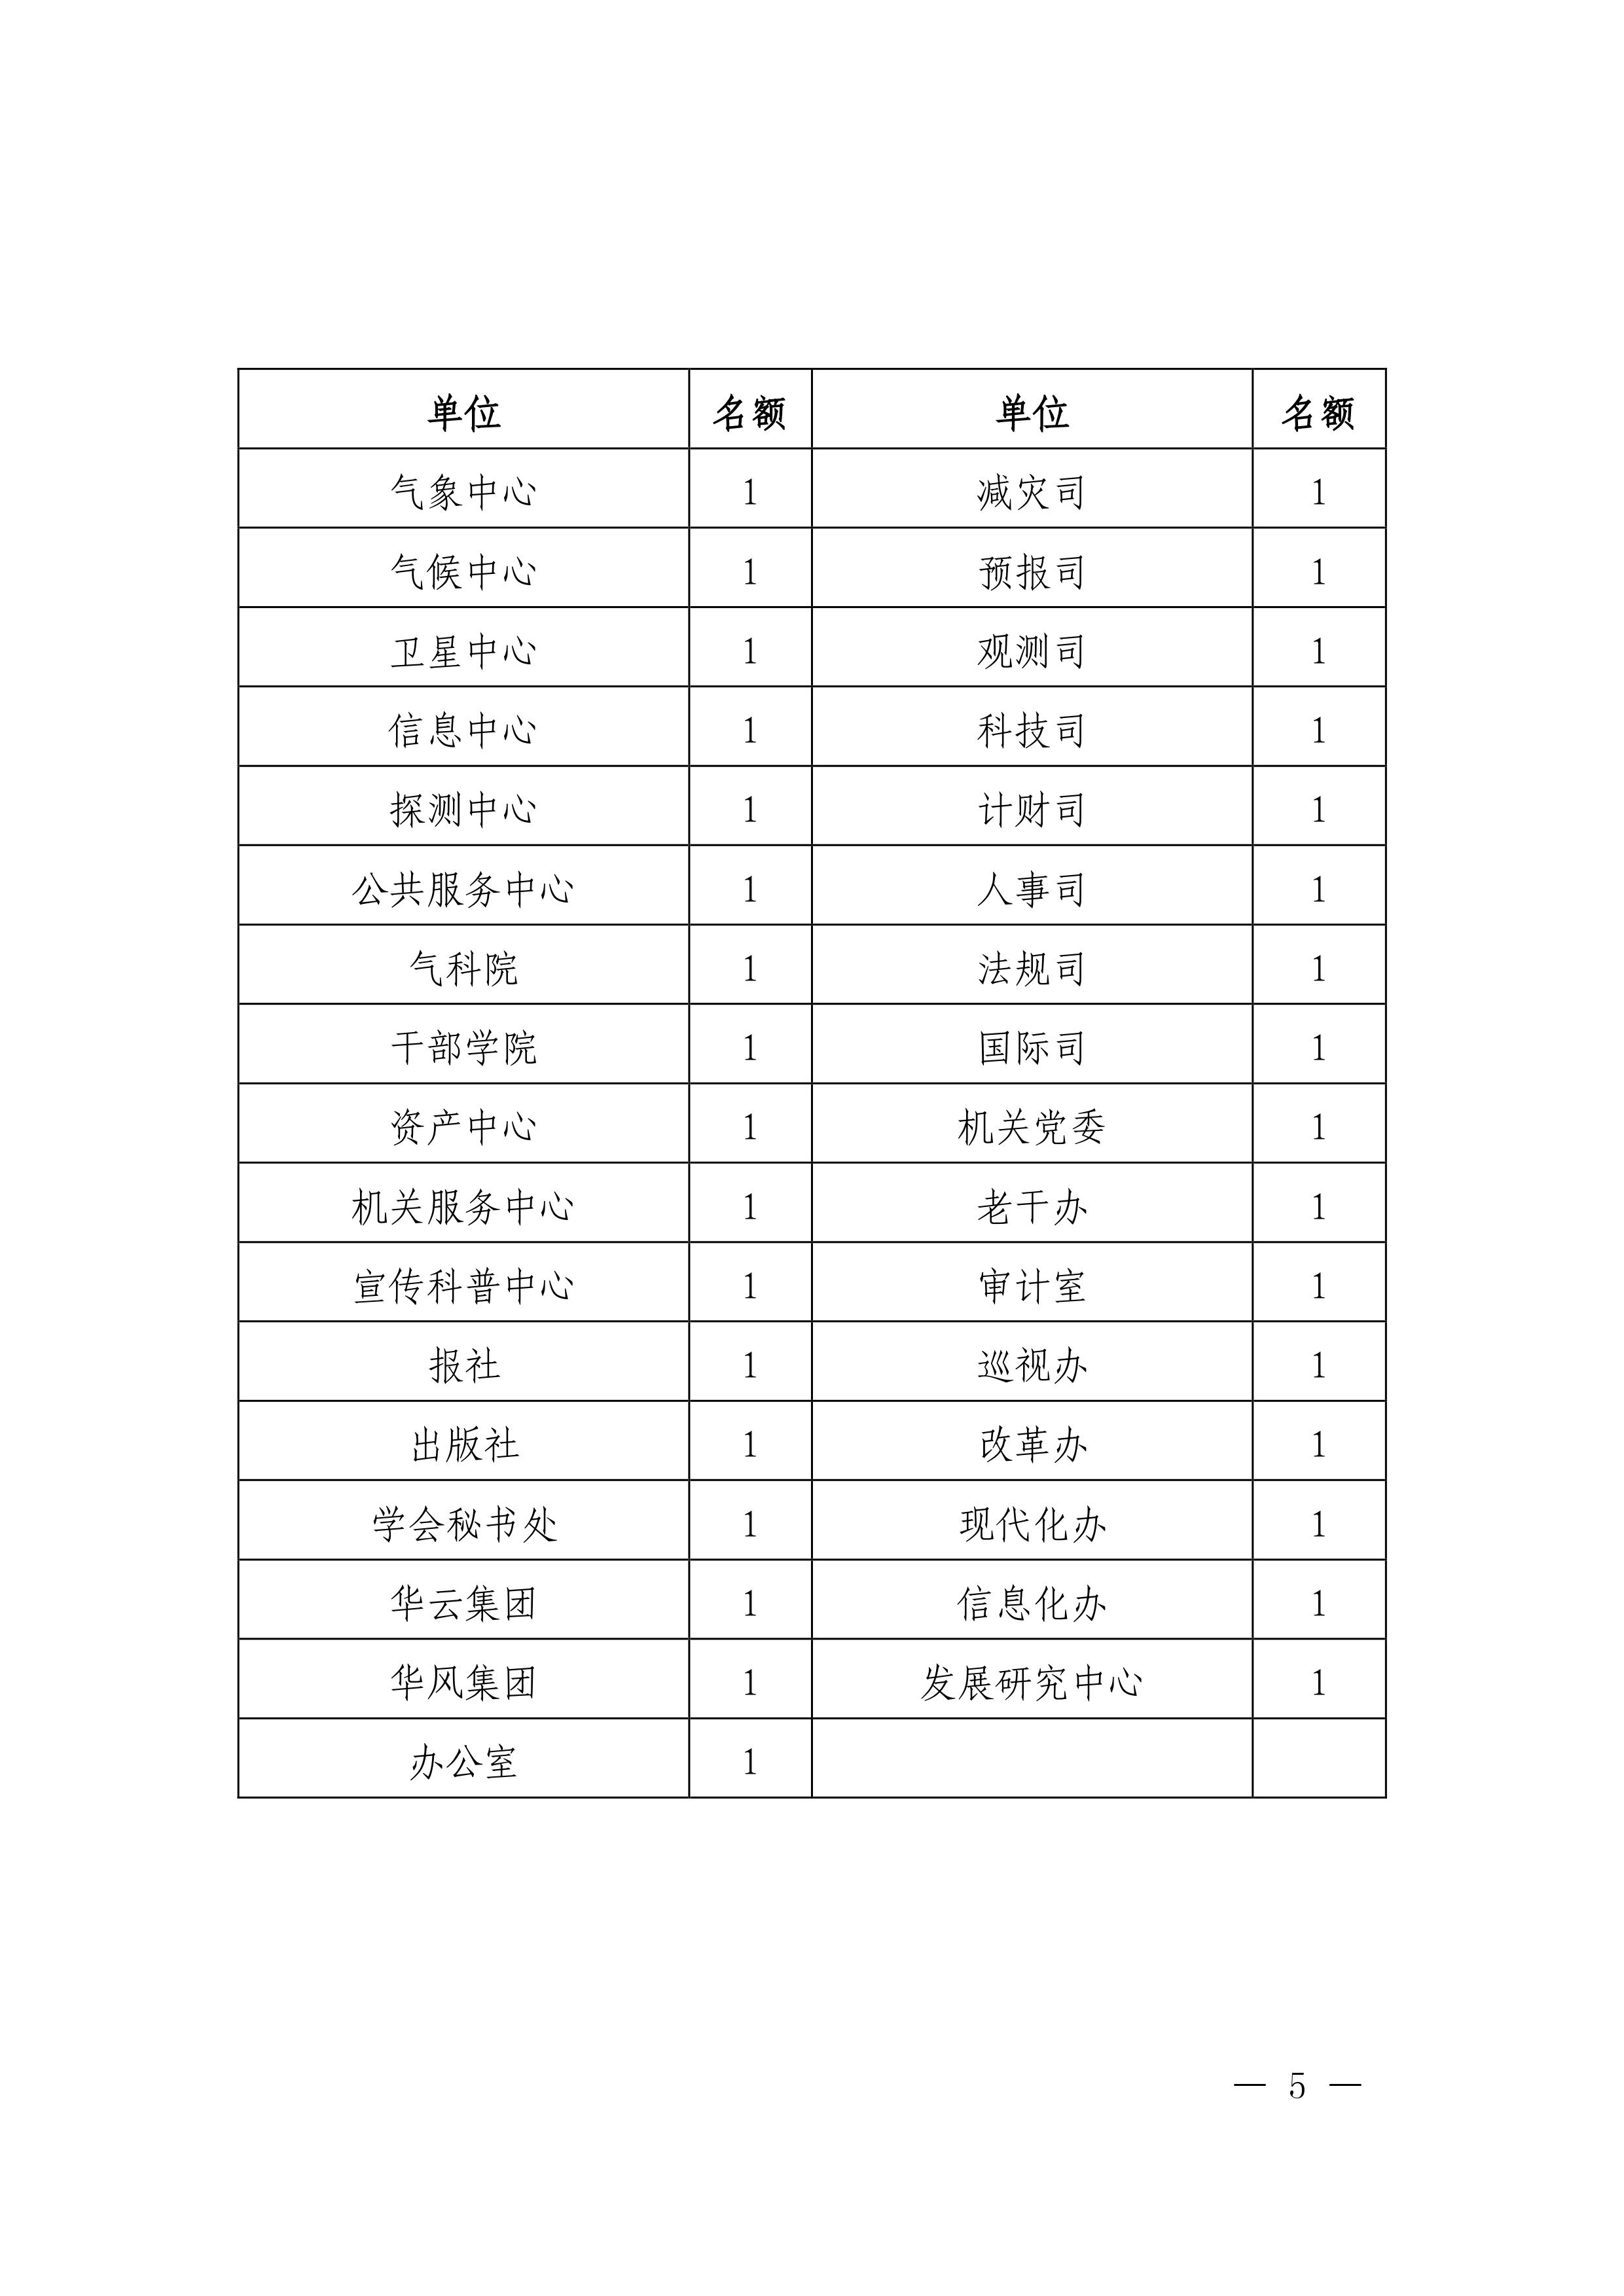 单位 名额 单位 名额
气象中心 1 减灾司 1
气候中心 1 预报司 1
卫星中心 1 观测司 1
信息中心 1 科技司 1
探测中心 1 计财司 1
公共服务中心 1 人事司 1
气科院 1 法规司 1
干部学院 1 国际司 1
资产中心 1 机关党委 1
机关服务中心 1 老干办 1
宣传科普中心 1 审计室 1
报社 1 巡视办 1
出版社 1 改革办 1
学会秘书处 1 现代化办 1
华云集团 1 信息化办 1
华风集团 1 发展研究中心 1
办公室 1
— 5 —